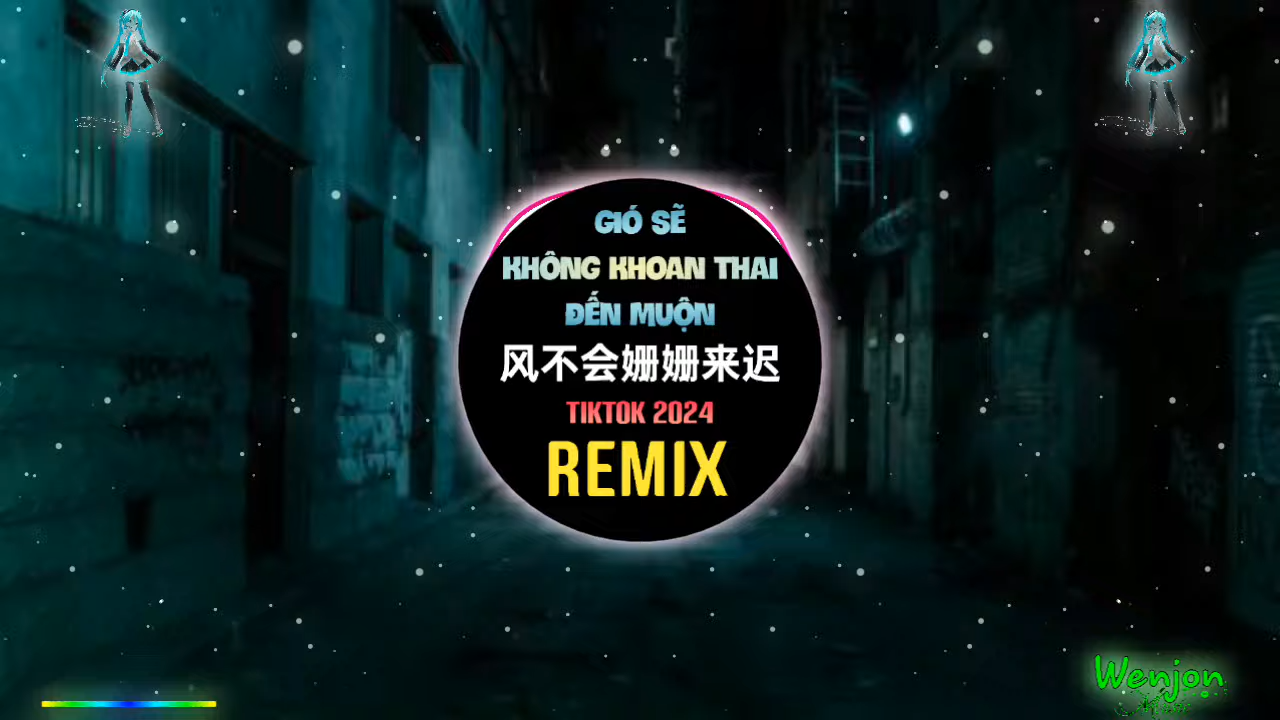 GIÓ SẼ
KHÔNG KHOAN THAI
ĐẾN MUỘN
风不会姗姗来迟
TIKTOK 2024
REMIX
Wenjon